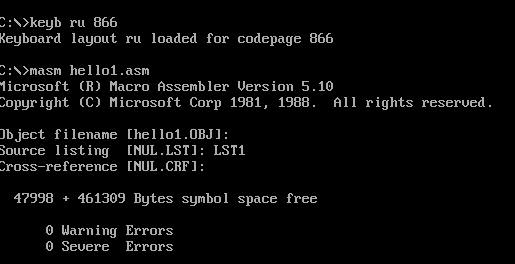 C:\>keyb ru 866
Keyboard layout ru loaded for codepage 866
C:\>masm hello1.asm
Microsoft (R) Macro Assembler Version 5.10
Copyright (C) Microsoft Corp 1981, 1988.  All rights reserved.
Object filename [hello1.OBJ]:
Source listing  [NUL.LST]: LST1
Cross-reference [NUL.CRF]:
47998 + 461309 Bytes symbol space free
0 Warning Errors
0 Severe  Errors